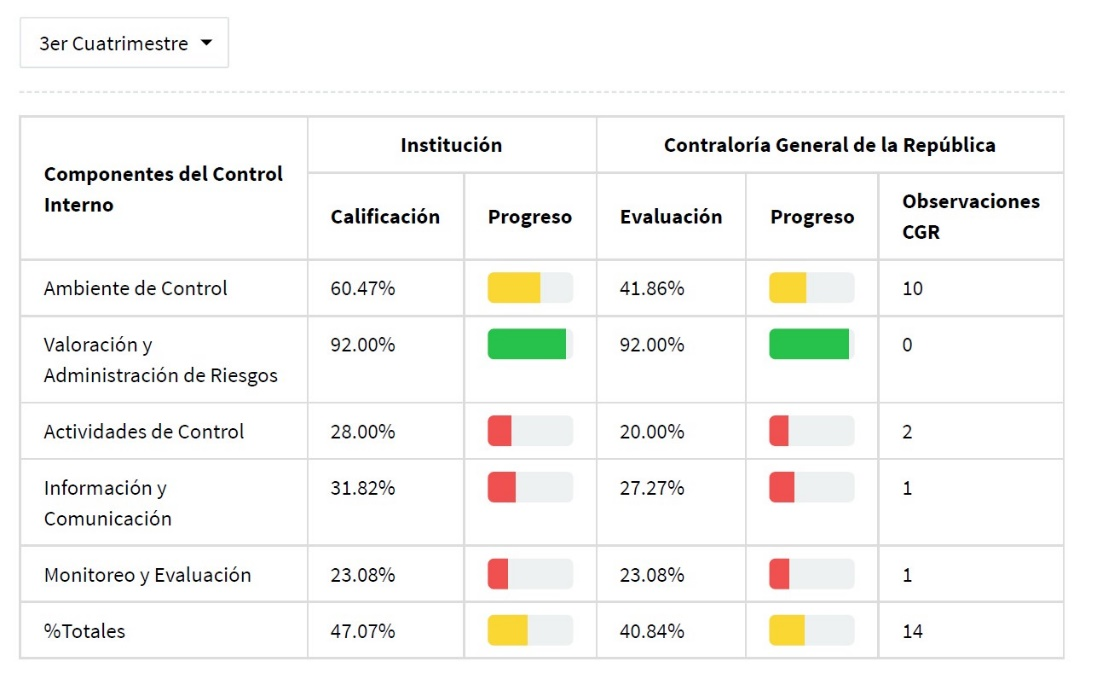 3er Cuatrimestre
Institución
Contraloría General de la República
Componentes del Control
Interno
Calificación
Progreso
Evaluación
Progreso
Observaciones
CGR
Ambiente de Control 60.47% 41.86% 10
Valoración y 92.00% 92.00% 0
Administración de Riesgos
Actividades de Control 28.00% 20.00% 2
Información y 31.82% 27.27% 1
Comunicación
Monitoreo y Evaluación 23.08% 23.08% 1
%Totales 47.07% 40.84% 14